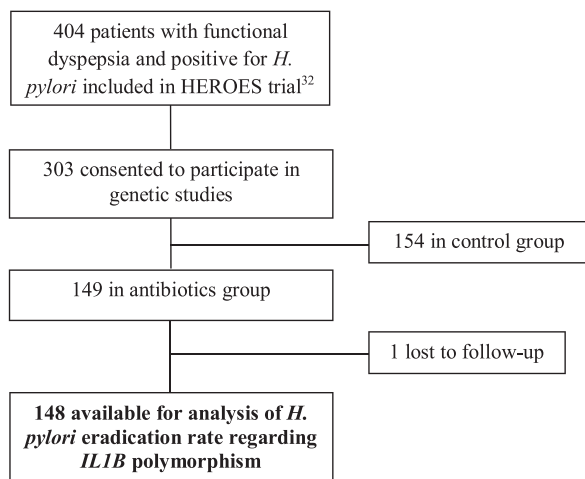 404 patients with functional
dyspepsia and positive for H.
pylori included in HEROES trial32
303 consented to participate in
genetic studies
154 in control group
149 in antibiotics group
1 lost to follow-up
148 available for analysis of H.
pylori eradication rate regarding
IL1B polymorphism